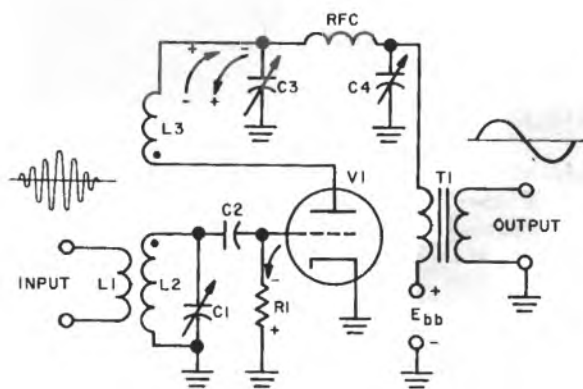 RFC
+
-
C3
C4
-
+
L3
V1
T1
C2
-
INPUT
L1
L2
C1
R1
+
OUTPUT
+
Ebb
-